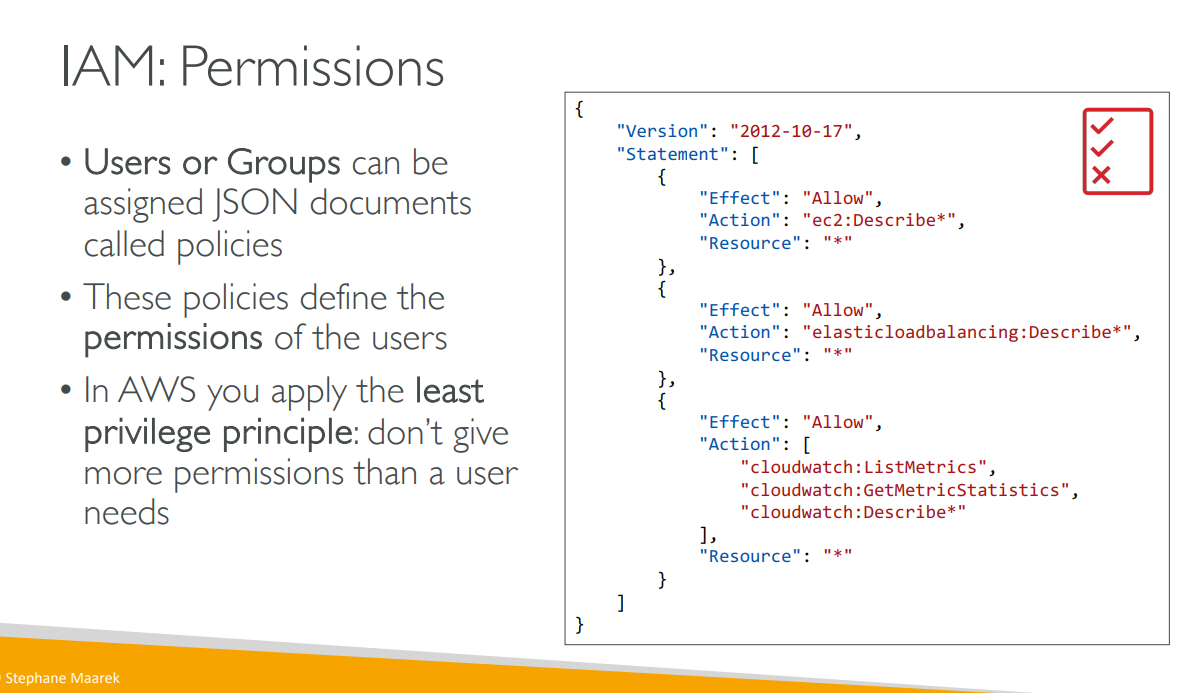 IAM: Permissions
• Users or Groups can be
assigned JSON documents
called policies
• These policies define the
permissions of the users
• In AWS you apply the least
privilege principle: don’t give
more permissions than a user
needs
{
    "Version": "2012-10-17",
    "Statement": [
        {
            "Effect": "Allow",
            "Action": "ec2:Describe*",
            "Resource": "*"
        },
        {
            "Effect": "Allow",
            "Action": "elasticloadbalancing:Describe*",
            "Resource": "*"
        },
        {
            "Effect": "Allow",
            "Action": [
                "cloudwatch:ListMetrics",
                "cloudwatch:GetMetricStatistics",
                "cloudwatch:Describe*"
            ],
            "Resource": "*"
        }
    ]
}
Stephane Maarek